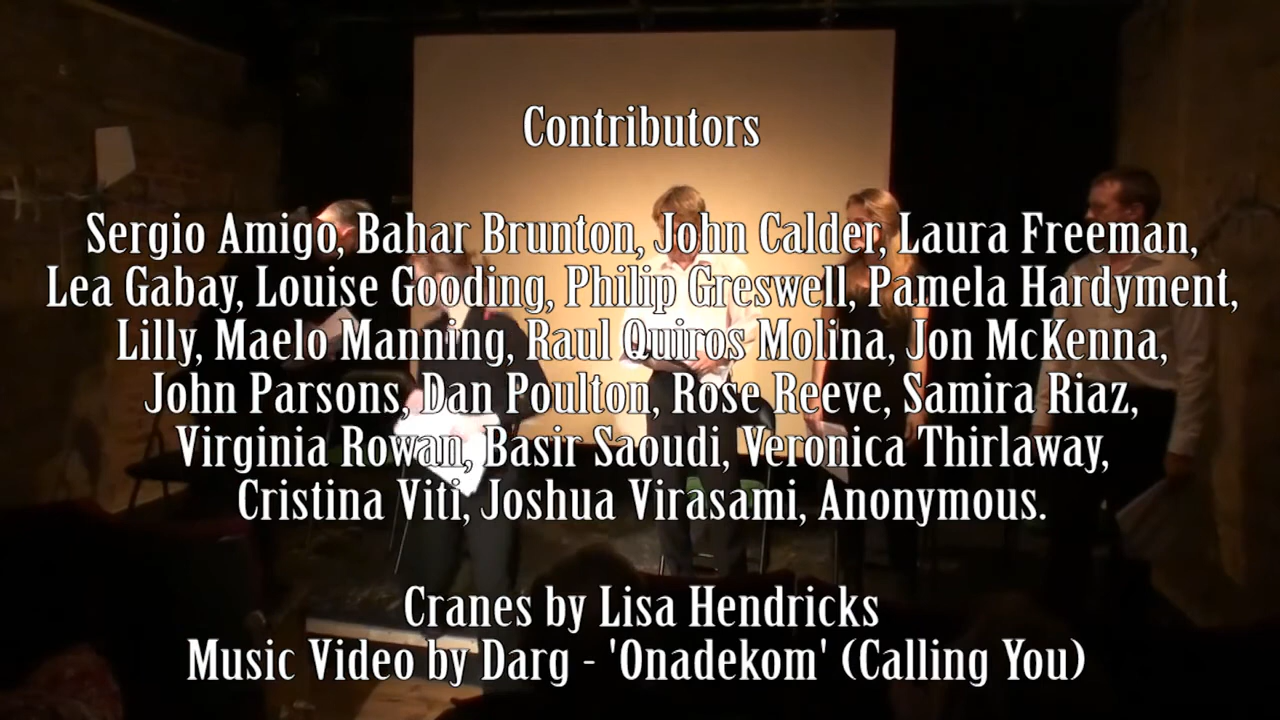 Contributors
Sergio Amigo, Bahar Brunton, John Calder, Laura Freeman,
Lea Gabay, Louise Gooding, Philip Greswell, Pamela Hardyment,
Lilly, Maelo Manning, Raul Quiros Molina, Jon McKenna,
John Parsons, Dan Poulton, Rose Reeve, Samira Riaz,
Virginia Rowan, Basir Saoudi, Veronica Thirlaway,
Cristina Viti, Joshua Virasami, Anonymous.
Cranes by Lisa Hendricks
Music Video by Darg - 'Onadekom' (Calling You)